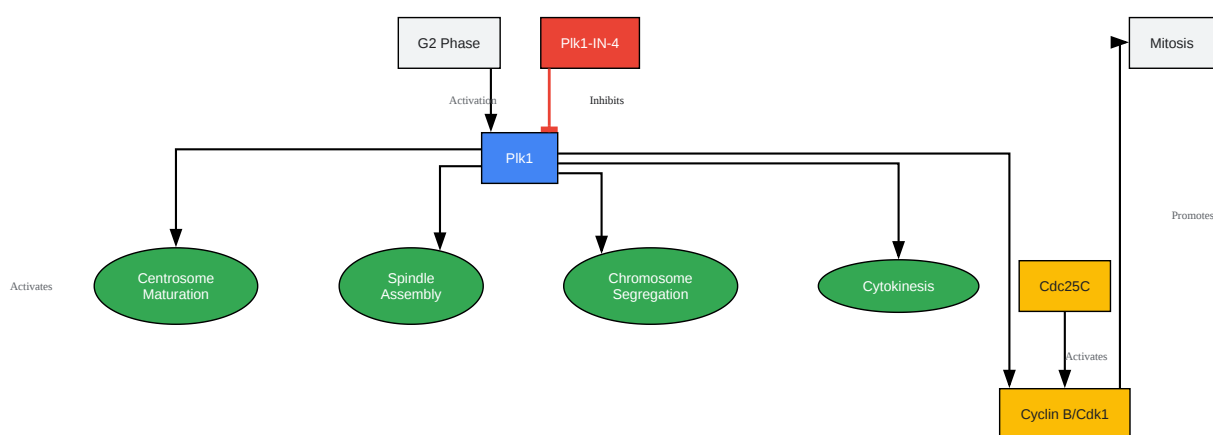 G2 Phase
Plk1-IN-4
Mitosis
Activation
Inhibits
Plk1
Promotes
Centrosome
Maturation
Spindle
Assembly
Chromosome
Segregation
Cytokinesis
Cdc25C
Activates
Activates
Cyclin B/Cdk1